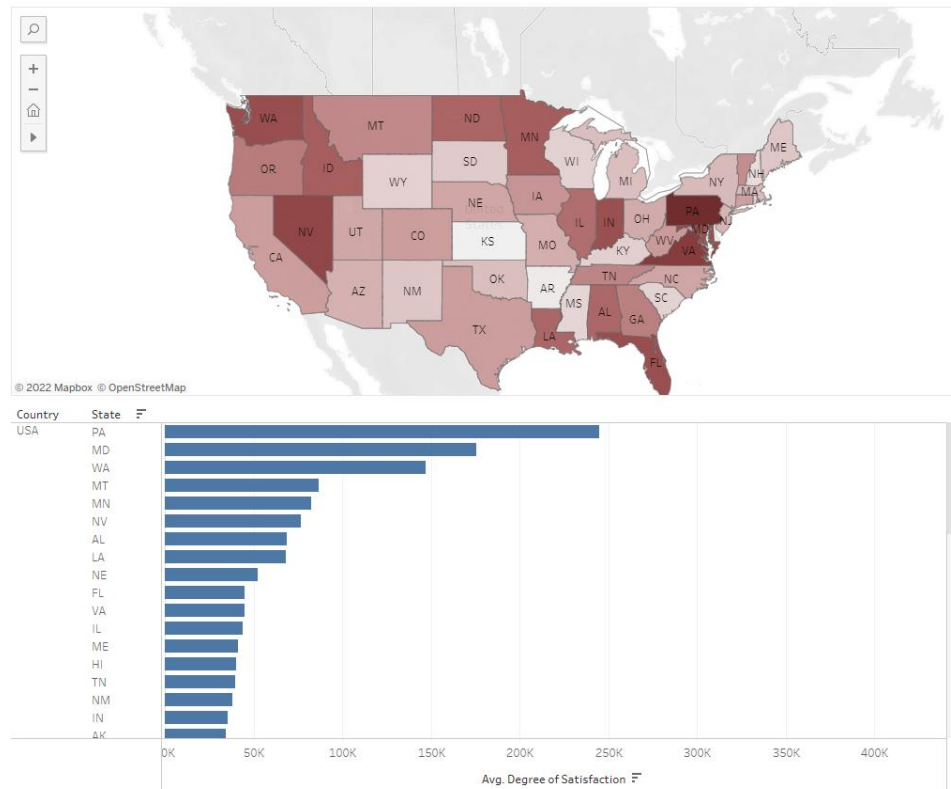 WA
MT
ND
MN
ME
OR
ID
SD
WI
NH
WY
MI
NY
MA
IA
NE
United States
PA
NJ
NV
UT
CO
IL
IN
OH
MD
CA
KS
MO
WV
VA
KY
AZ
NM
OK
AR
TN
NC
MS
AL
GA
SC
TX
LA
FL
© 2022 Mapbox © OpenStreetMap
Country State
USA PA
MD
WA
MT
MN
NV
AL
LA
NE
FL
VA
IL
ME
HI
TN
NM
IN
AK
0K 50K 100K 150K 200K 250K 300K 350K 400K
Avg. Degree of Satisfaction